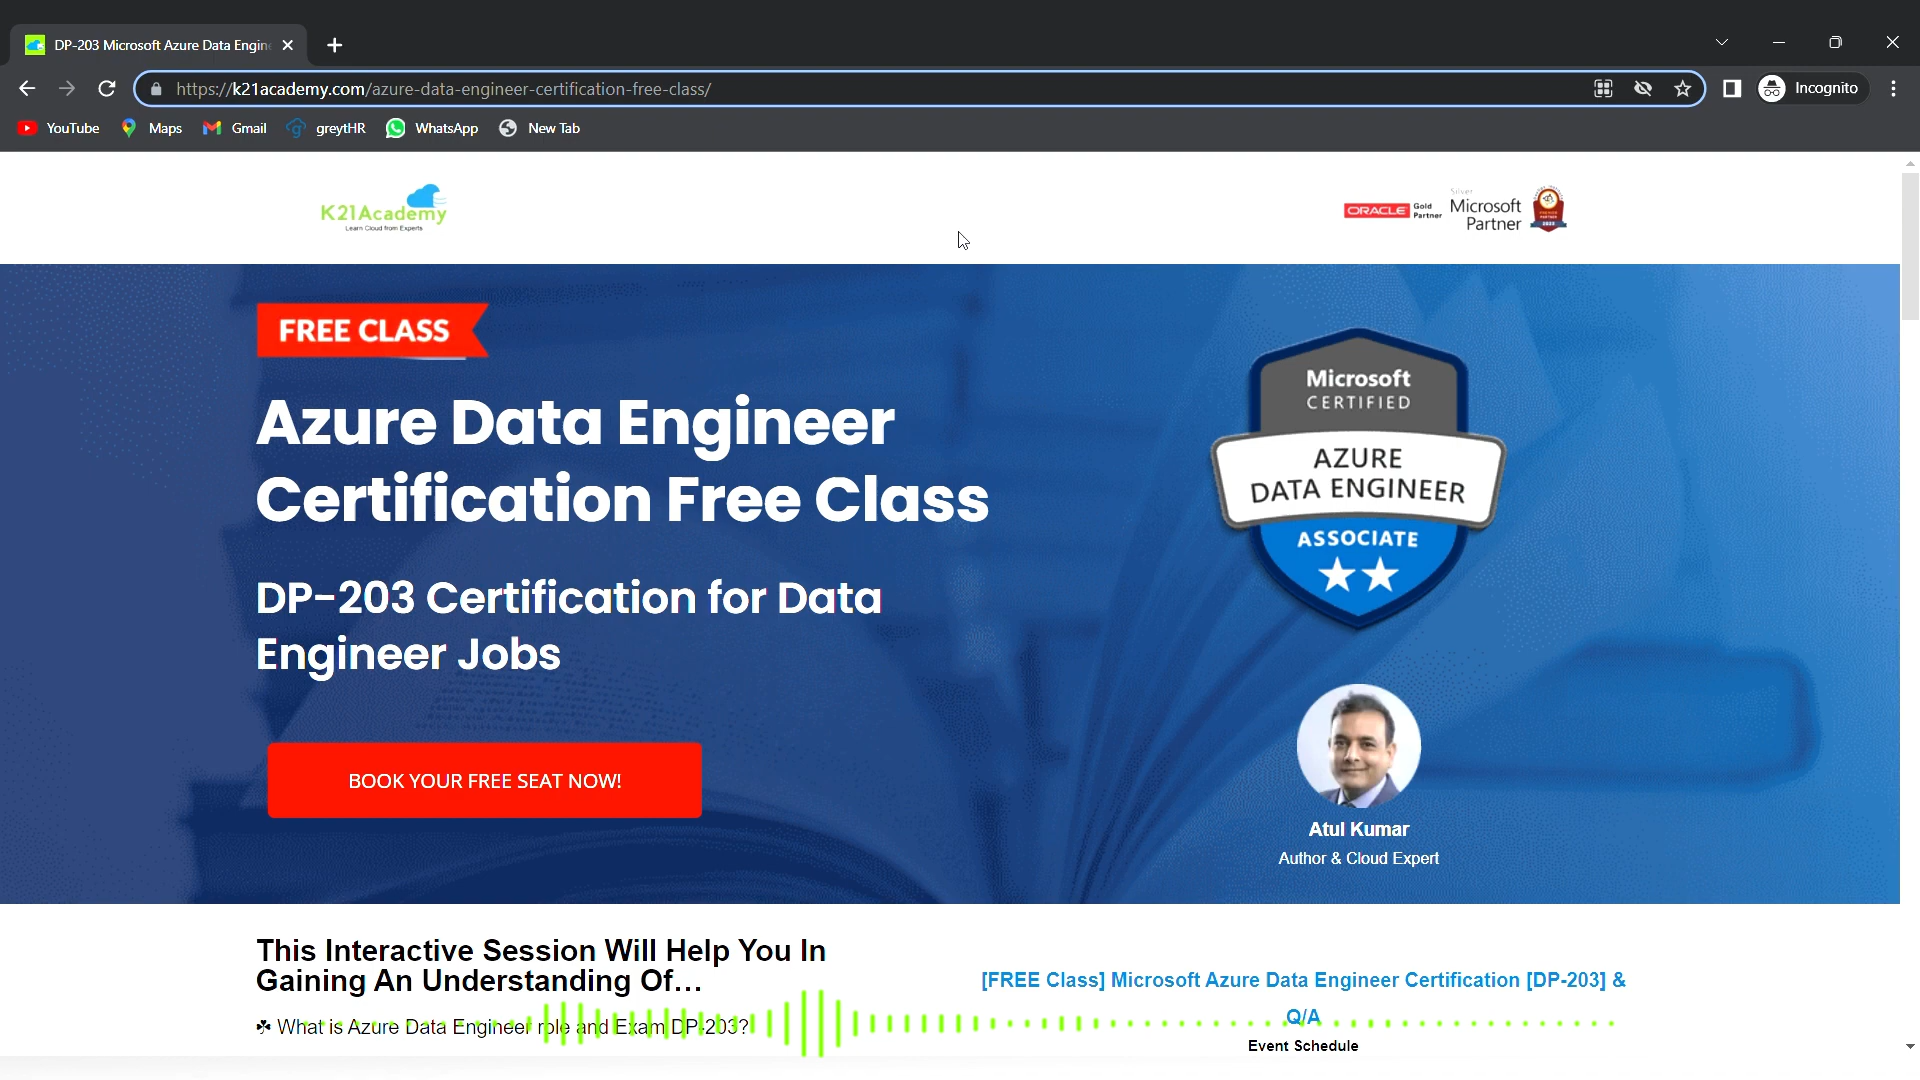 DP-203 Microsoft Azure Data Engin
https://k21academy.com/azure-data-engineer-certification-free-class/
Incognito
YouTube
Maps
Gmail
greytHR
WhatsApp
New Tab
K21Academy
Learn Cloud from Experts
ORACLE Gold Partner
Silver
Microsoft
Partner
FREE CLASS
Azure Data Engineer
Certification Free Class
DP-203 Certification for Data
Engineer Jobs
BOOK YOUR FREE SEAT NOW!
Microsoft
CERTIFIED
AZURE
DATA ENGINEER
ASSOCIATE
Atul Kumar
Author & Cloud Expert
This Interactive Session Will Help You In
Gaining An Understanding Of...
What is Azure Data Engineer role and Exam DP-203?
[FREE Class] Microsoft Azure Data Engineer Certification [DP-203] &
Q/A
Event Schedule